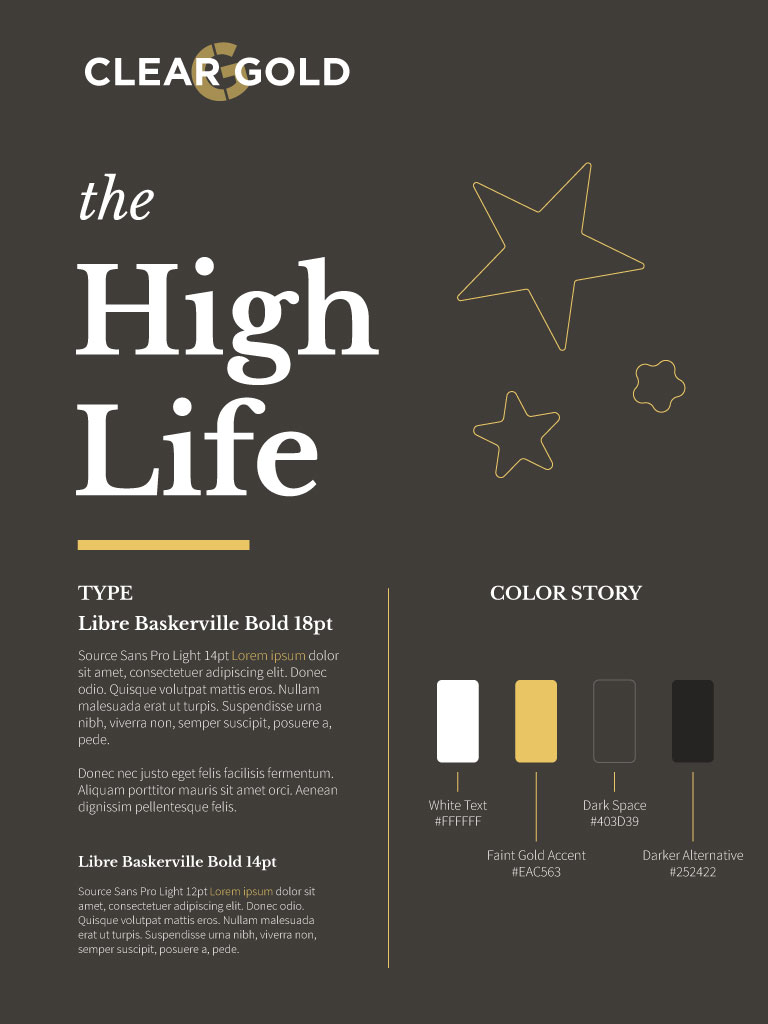 CLEAR GOLD
the
High
Life
TYPE
Libre Baskerville Bold 18pt
Source Sans Pro Light 14pt Lorem ipsum dolor
sit amet, consectetuer adipiscing elit. Donec
odio. Quisque volutpat mattis eros. Nullam
malesuada erat ut turpis. Suspendisse urna
nibh, viverra non, semper suscipit, posuere a,
pede.
Donec nec justo eget felis facilisis fermentum.
Aliquam porttitor mauris sit amet orci. Aenean
dignissim pellentesque felis.
Libre Baskerville Bold 14pt
Source Sans Pro Light 12pt Lorem ipsum dolor sit
amet, consectetuer adipiscing elit. Donec odio.
Quisque volutpat mattis eros. Nullam malesuada
erat ut turpis. Suspendisse urna nibh, viverra non,
semper suscipit, posuere a, pede.
COLOR STORY
White Text
#FFFFFF
Faint Gold Accent
#EAC563
Dark Space
#403D39
Darker Alternative
#252422